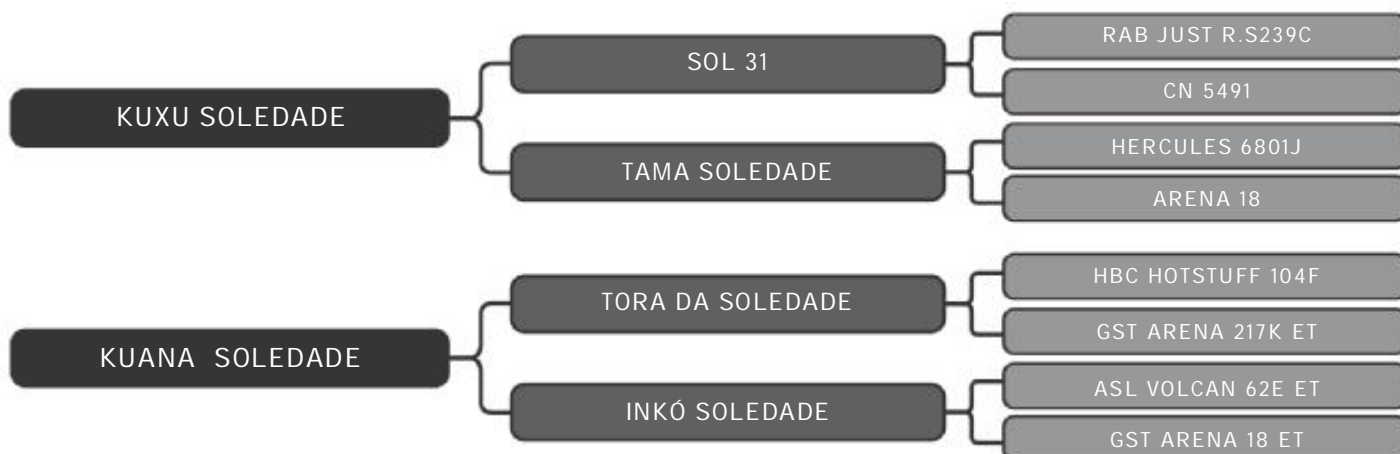 KUXU SOLEDADE
SOL 31
RAB JUST R.S239C
CN 5491
TAMA SOLEDADE
HERCULES 6801J
ARENA 18
KUANA SOLEDADE
TORA DA SOLEDADE
HBC HOTSTUFF 104F
GST ARENA 217K ET
INKÓ SOLEDADE
ASL VOLCAN 62E ET
GST ARENA 18 ET